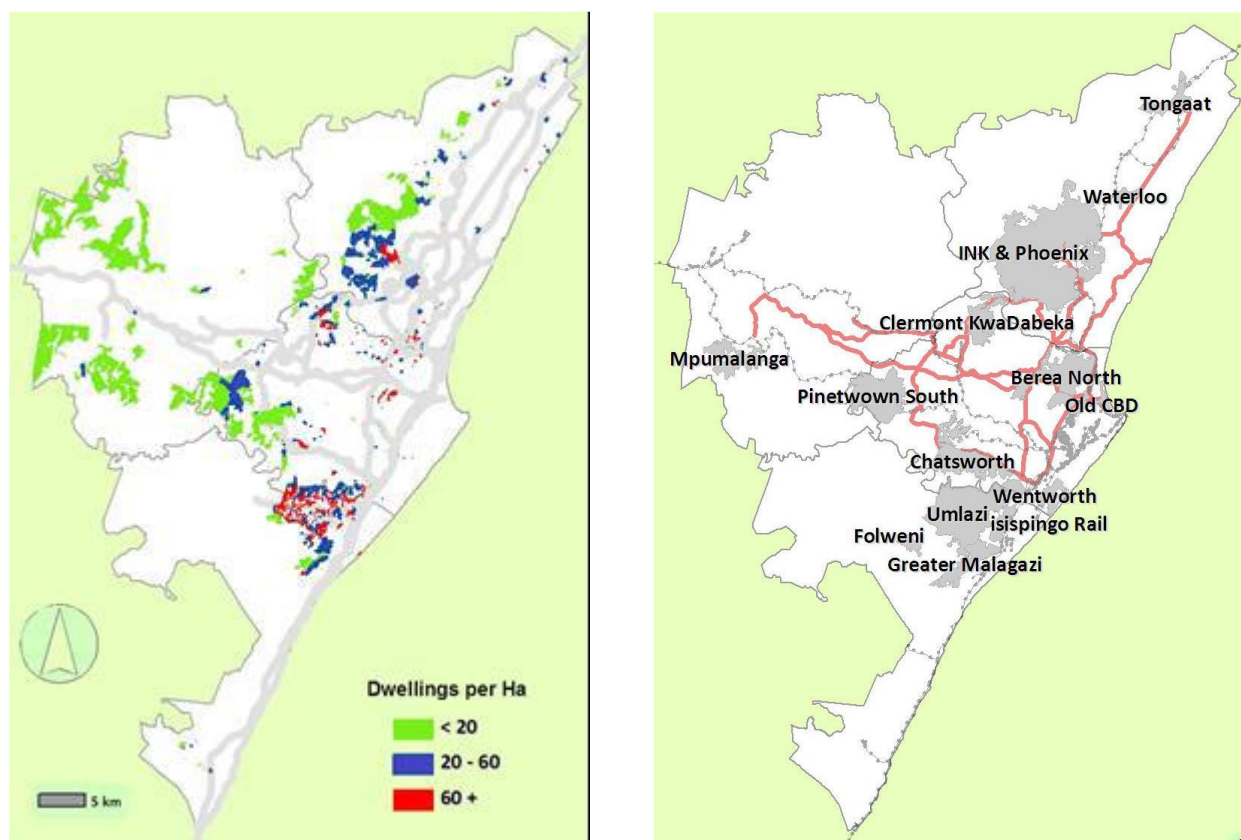 Dwellings per Ha
< 20
20 - 60
60 +
5 km
Tongaat
Waterloo
INK & Phoenix
Clermont KwaDabeka
Mpumalanga
Berea North
Pinetwown South
Old CBD
Chatsworth
Wentworth
Umlazi
isispingo Rail
Folweni
Greater Malagazi